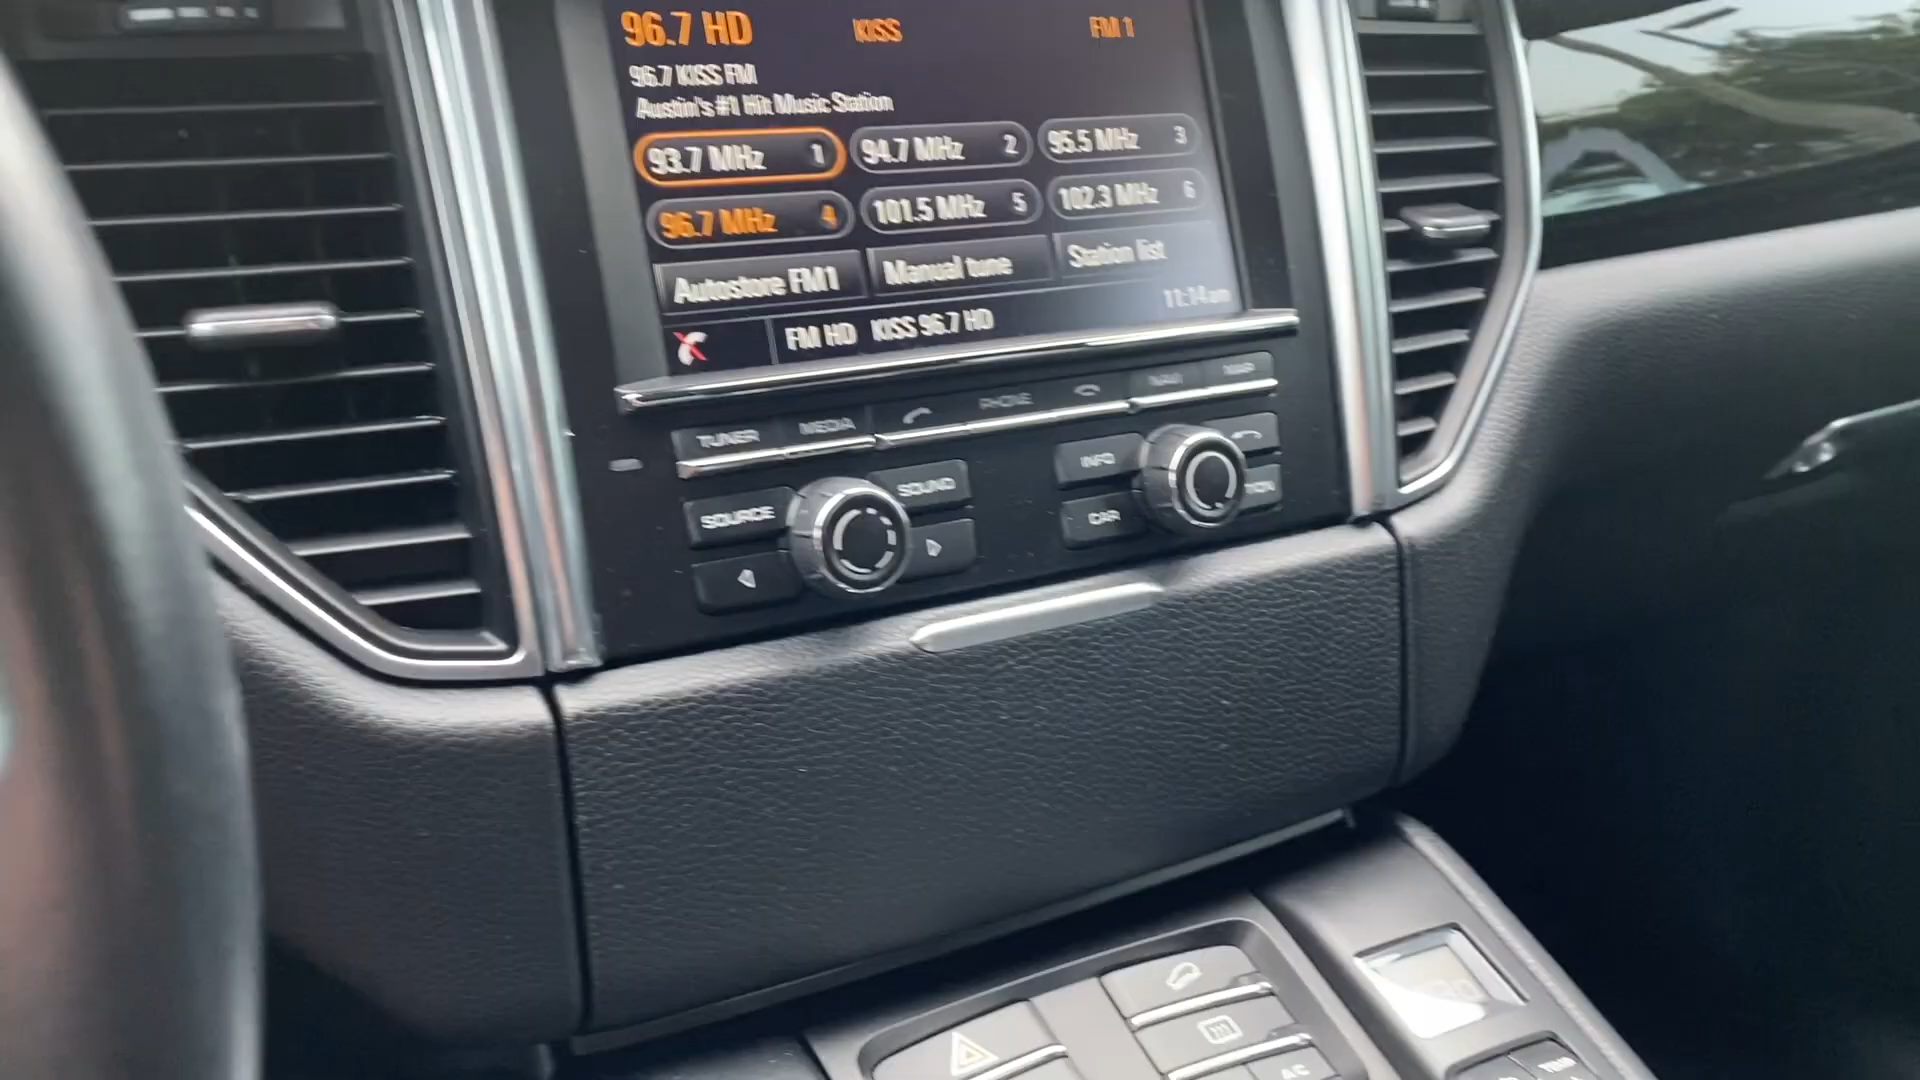 96.7 HD KISS FM 1
96.7 KISS FM
Austin's #1 Hit Music Station
93.7 MHz 1 94.7 MHz 2 95.5 MHz 3
96.7 MHz 4 101.5 MHz 5 102.3 MHz 6
Autostore FM1 Manual tune Station list
11:14 am
FM HD KISS 96.7 HD
TUNER MEDIA PHONE NAVI MAP
SOURCE SOUND INFO
CAR TION
AC
TEMP